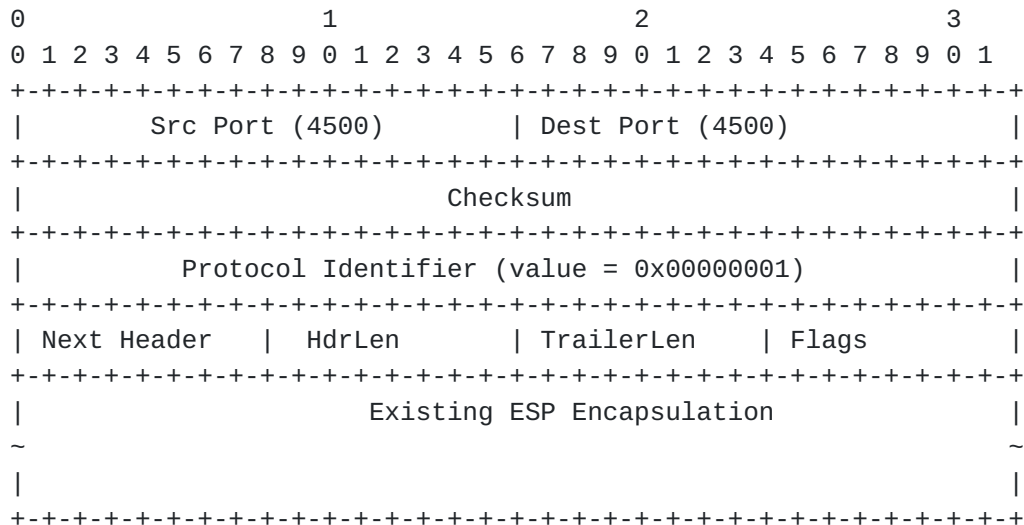 0                   1                   2                   3
0 1 2 3 4 5 6 7 8 9 0 1 2 3 4 5 6 7 8 9 0 1 2 3 4 5 6 7 8 9 0 1
+-+-+-+-+-+-+-+-+-+-+-+-+-+-+-+-+-+-+-+-+-+-+-+-+-+-+-+-+-+-+-+-+
|        Src Port (4500)        | Dest Port (4500)              |
+-+-+-+-+-+-+-+-+-+-+-+-+-+-+-+-+-+-+-+-+-+-+-+-+-+-+-+-+-+-+-+-+
|                           Checksum                            |
+-+-+-+-+-+-+-+-+-+-+-+-+-+-+-+-+-+-+-+-+-+-+-+-+-+-+-+-+-+-+-+-+
|          Protocol Identifier (value = 0x00000001)             |
+-+-+-+-+-+-+-+-+-+-+-+-+-+-+-+-+-+-+-+-+-+-+-+-+-+-+-+-+-+-+-+-+
| Next Header   |  HdrLen       | TrailerLen    | Flags         |
+-+-+-+-+-+-+-+-+-+-+-+-+-+-+-+-+-+-+-+-+-+-+-+-+-+-+-+-+-+-+-+-+
|                      Existing ESP Encapsulation               |
~                                                               ~
|                                                               |
+-+-+-+-+-+-+-+-+-+-+-+-+-+-+-+-+-+-+-+-+-+-+-+-+-+-+-+-+-+-+-+-+